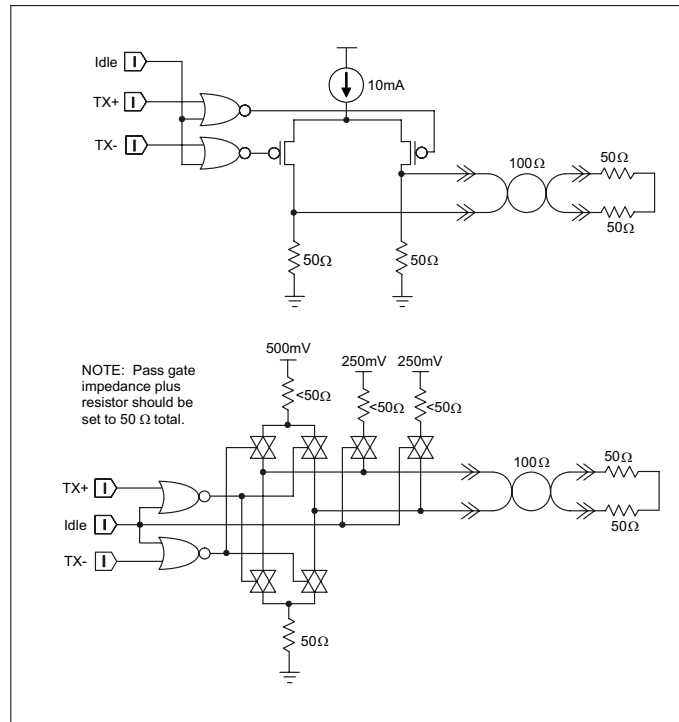 Idle I
10mA
TX+ I
TX- I
100Ω 50Ω
50Ω
50Ω 50Ω
500mV
250mV 250mV
NOTE: Pass gate
impedance plus
resistor should be
set to 50 Ω total.
<50Ω <50Ω <50Ω
100Ω 50Ω
TX+ I
Idle I
50Ω
TX- I
50Ω